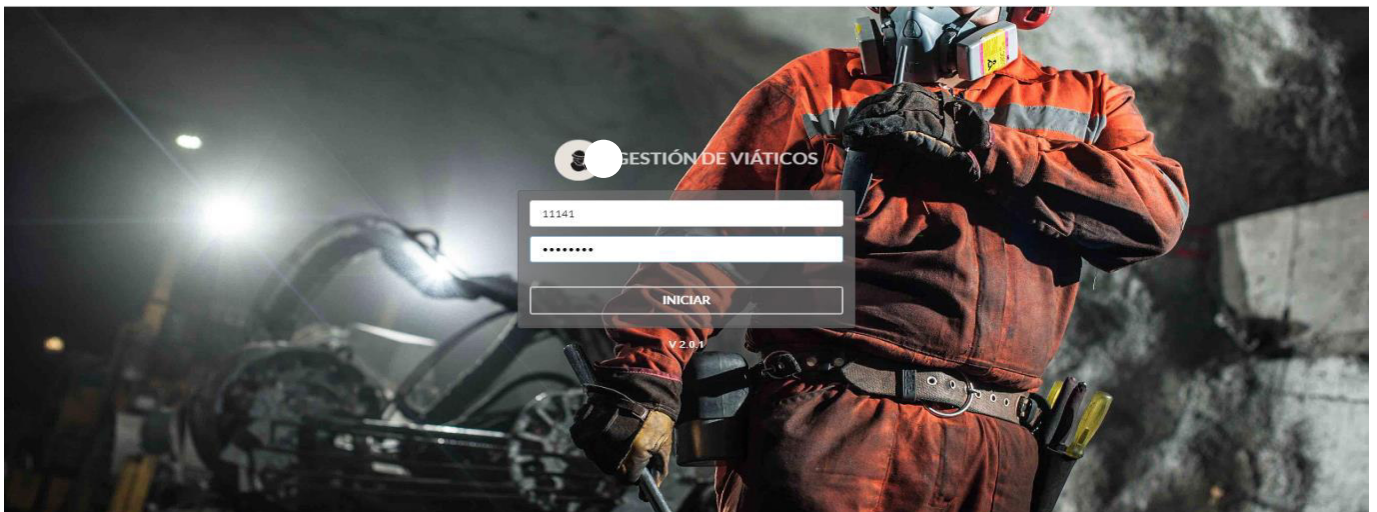 GESTIÓN DE VIÁTICOS
11141
••••••••
INICIAR
V 2.0.1